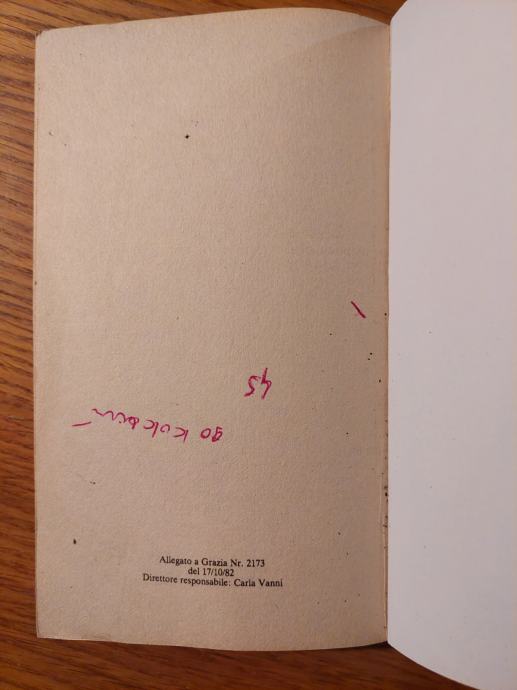 45
Allegato a Grazia Nr. 2173
del 17/10/82
Direttore responsabile: Carla Vanni